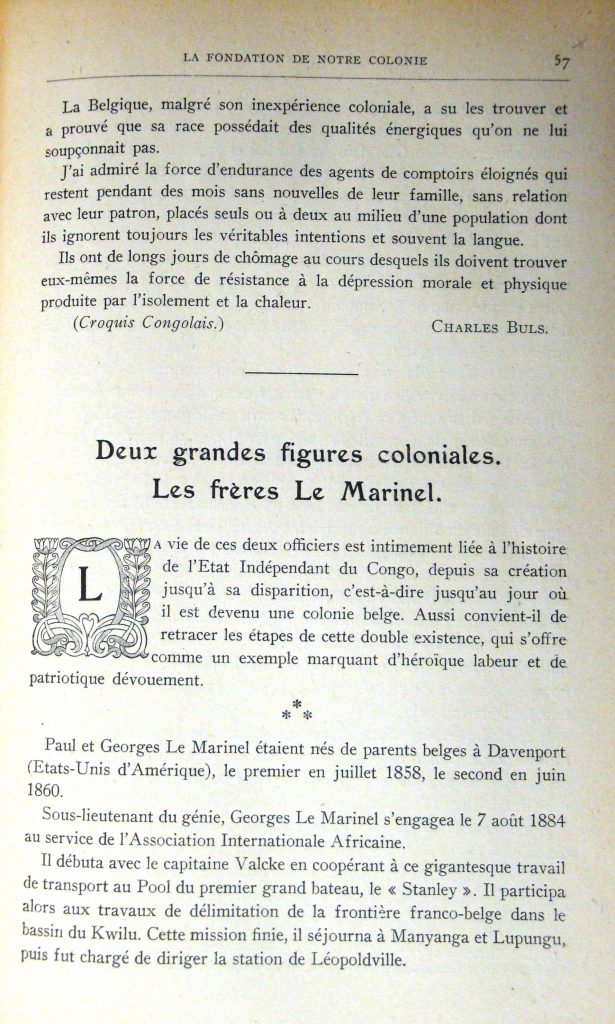 LA FONDATION DE NOTRE COLONIE 57
La Belgique, malgré son inexpérience coloniale, a su les trouver et
a prouvé que sa race possédait des qualités énergiques qu'on ne lui
soupçonnait pas.
J'ai admiré la force d'endurance des agents de comptoirs éloignés qui
restent pendant des mois sans nouvelles de leur famille, sans relation
avec leur patron, placés seuls ou à deux au milieu d'une population dont
ils ignorent toujours les véritables intentions et souvent la langue.
Ils ont de longs jours de chômage au cours desquels ils doivent trouver
eux-mêmes la force de résistance à la dépression morale et physique
produite par l'isolement et la chaleur.
(Croquis Congolais.) CHARLES BULS.
Deux grandes figures coloniales.
Les frères Le Marinel.
LA vie de ces deux officiers est intimement liée à l'histoire
de l'Etat Indépendant du Congo, depuis sa création
jusqu'à sa disparition, c'est-à-dire jusqu'au jour où
il est devenu une colonie belge. Aussi convient-il de
retracer les étapes de cette double existence, qui s'offre
comme un exemple marquant d'héroïque labeur et de
patriotique dévouement.
* * *
Paul et Georges Le Marinel étaient nés de parents belges à Davenport
(Etats-Unis d'Amérique), le premier en juillet 1858, le second en juin
1860.
Sous-lieutenant du génie, Georges Le Marinel s'engagea le 7 août 1884
au service de l'Association Internationale Africaine.
Il débuta avec le capitaine Valcke en coopérant à ce gigantesque travail
de transport au Pool du premier grand bateau, le « Stanley ». Il participa
alors aux travaux de délimitation de la frontière franco-belge dans le
bassin du Kwilu. Cette mission finie, il séjourna à Manyanga et Lupungu,
puis fut chargé de diriger la station de Léopoldville.